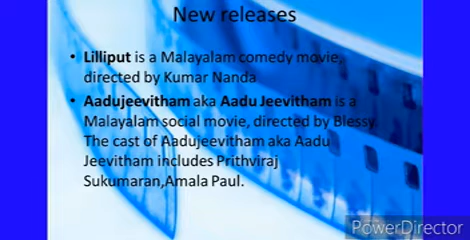 New releases
• Lilliput is a Malayalam comedy movie,
directed by Kumar Nanda
• Aadujeevitham aka Aadu Jeevitham is a
Malayalam social movie, directed by Blessy.
The cast of Aadujeevitham aka Aadu
Jeevitham includes Prithviraj
Sukumaran,Amala Paul.
PowerDirector